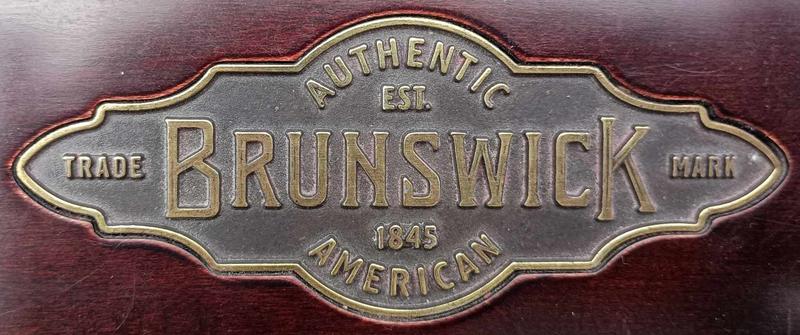 AUTHENTIC
EST.
TRADE BRUNSWICK MARK
1845
AMERICAN